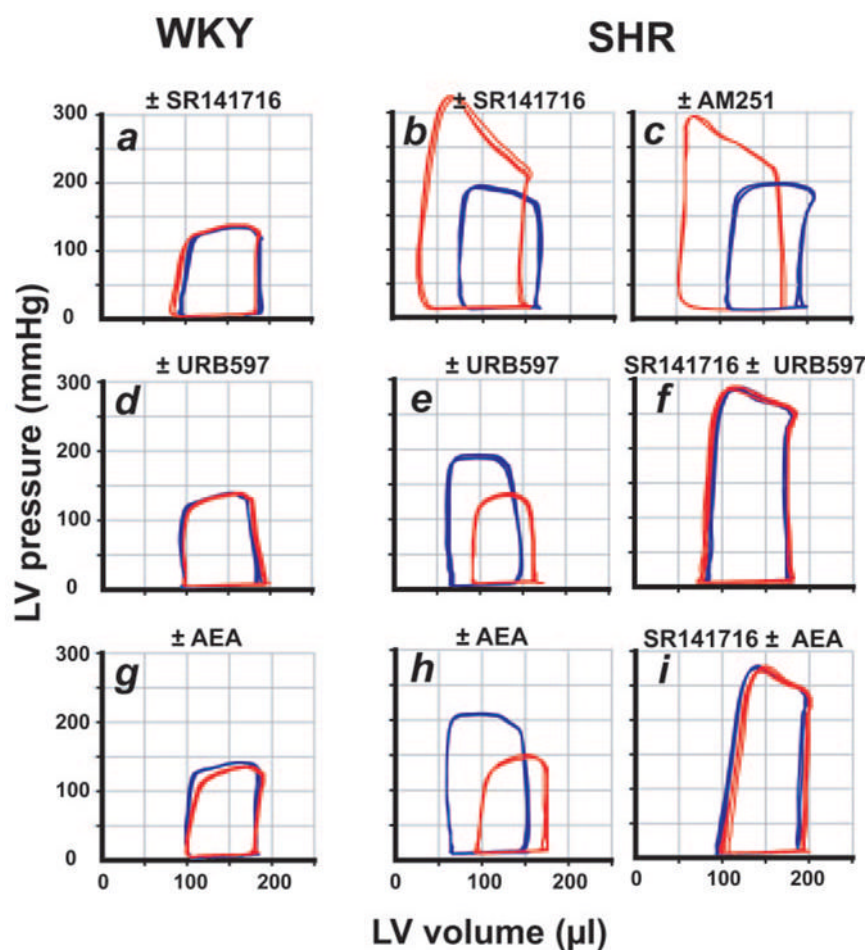 WKY SHR
± SR141716 ± SR141716 ± AM251
300 a b c
200
100
0
± URB597 ± URB597 SR141716 ± URB597
300 d e f
200
100
0
± AEA ± AEA SR141716 ± AEA
300 g h i
200
100
0
0 100 200 0 100 200 0 100 200
LV pressure (mmHg)
LV volume (µl)